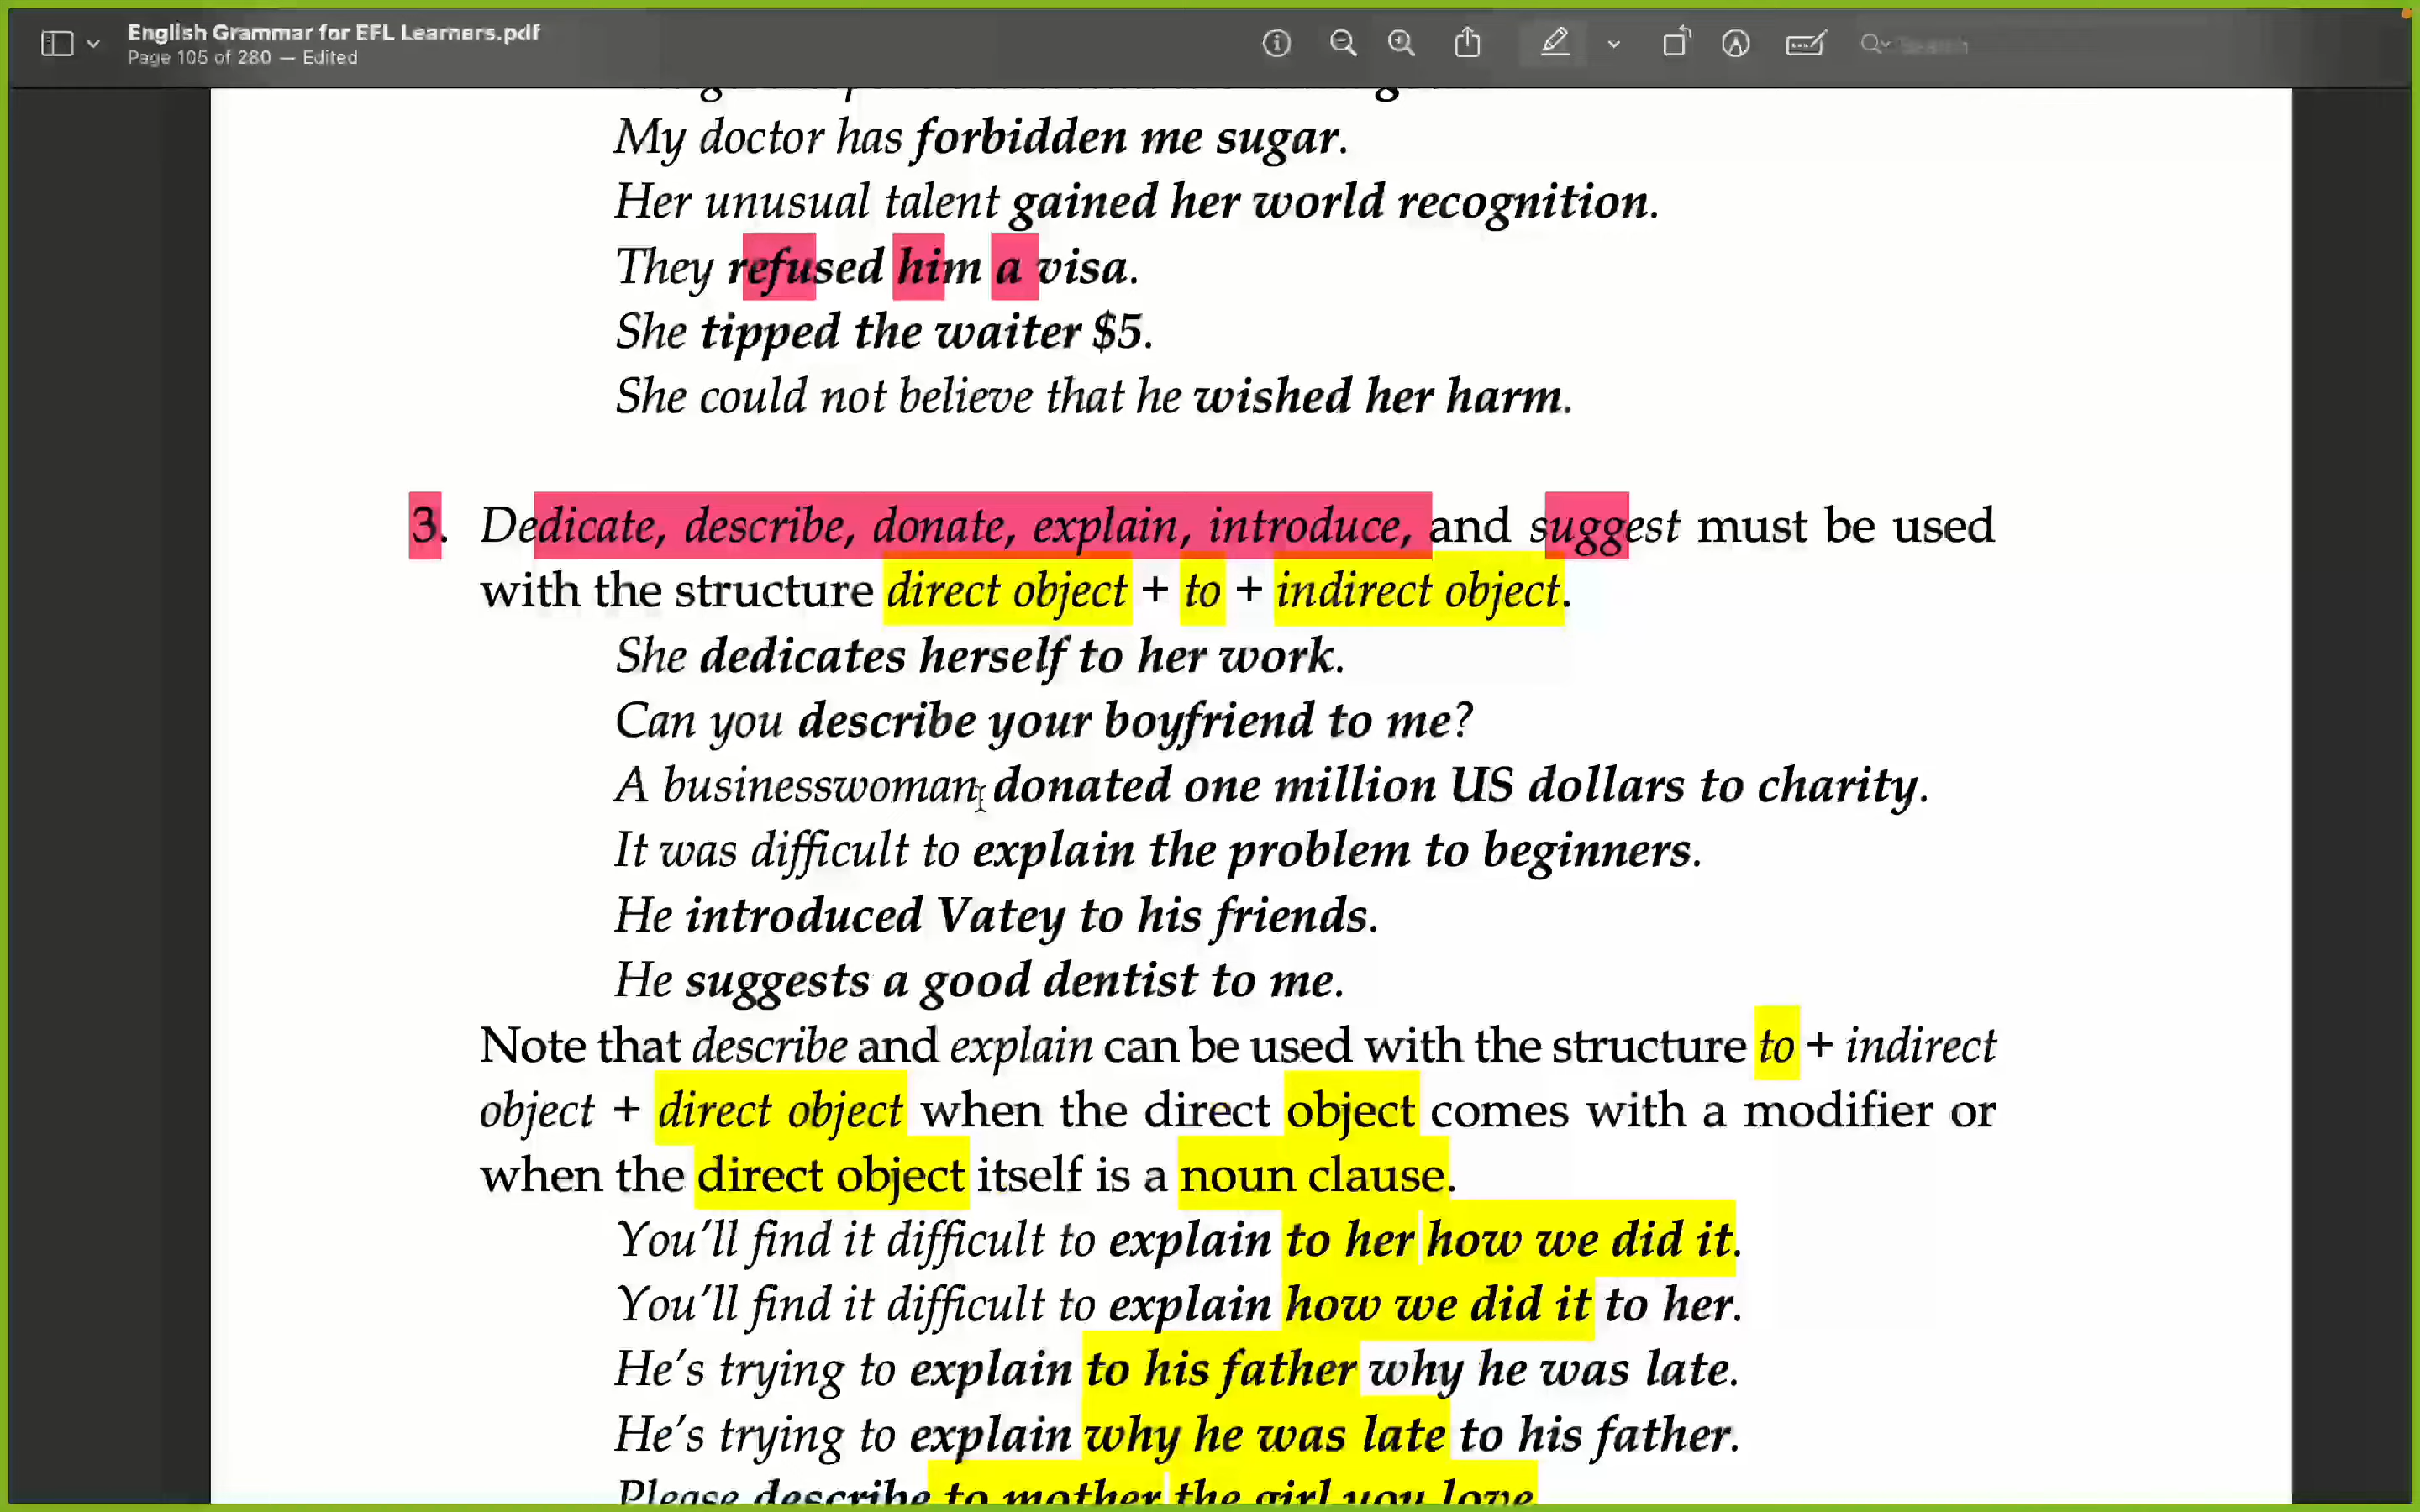 English Grammar for EFL Learners.pdf
Page 105 of 280 — Edited
Search
My doctor has forbidden me sugar.
Her unusual talent gained her world recognition.
They refused him a visa.
She tipped the waiter $5.
She could not believe that he wished her harm.
3. Dedicate, describe, donate, explain, introduce, and suggest must be used
with the structure direct object + to + indirect object.
She dedicates herself to her work.
Can you describe your boyfriend to me?
A businesswoman donated one million US dollars to charity.
It was difficult to explain the problem to beginners.
He introduced Vatey to his friends.
He suggests a good dentist to me.
Note that describe and explain can be used with the structure to + indirect
object + direct object when the direct object comes with a modifier or
when the direct object itself is a noun clause.
You'll find it difficult to explain to her how we did it.
You'll find it difficult to explain how we did it to her.
He's trying to explain to his father why he was late.
He's trying to explain why he was late to his father.
Please describe to mother the girl you love